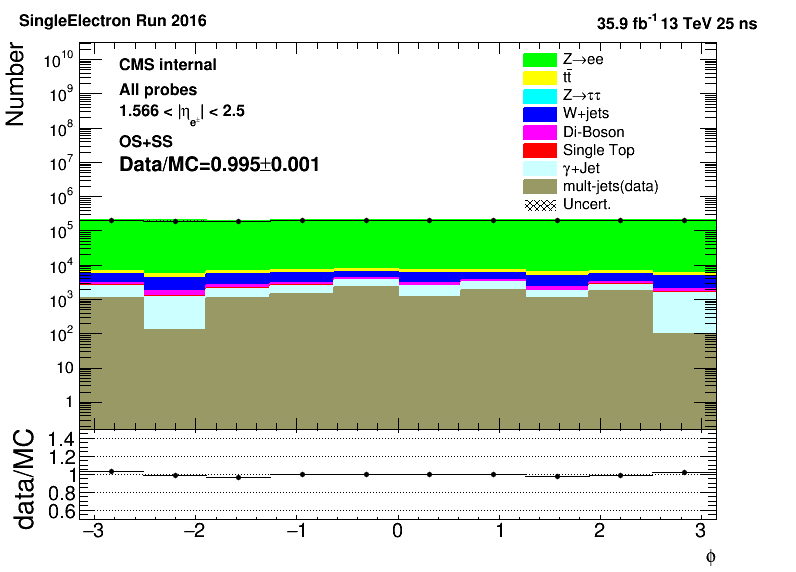 SingleElectron Run 2016
35.9 fb⁻¹ 13 TeV 25 ns
Number
CMS internal
All probes
1.566 < |η_e±| < 2.5
OS+SS
Data/MC=0.995±0.001
Z→ee
tt̄
Z→ττ
W+jets
Di-Boson
Single Top
γ+Jet
mult-jets(data)
Uncert.
10¹⁰
10⁹
10⁸
10⁷
10⁶
10⁵
10⁴
10³
10²
10
1
data/MC
1.4
1.2
1
0.8
0.6
−3 −2 −1 0 1 2 3
ϕ